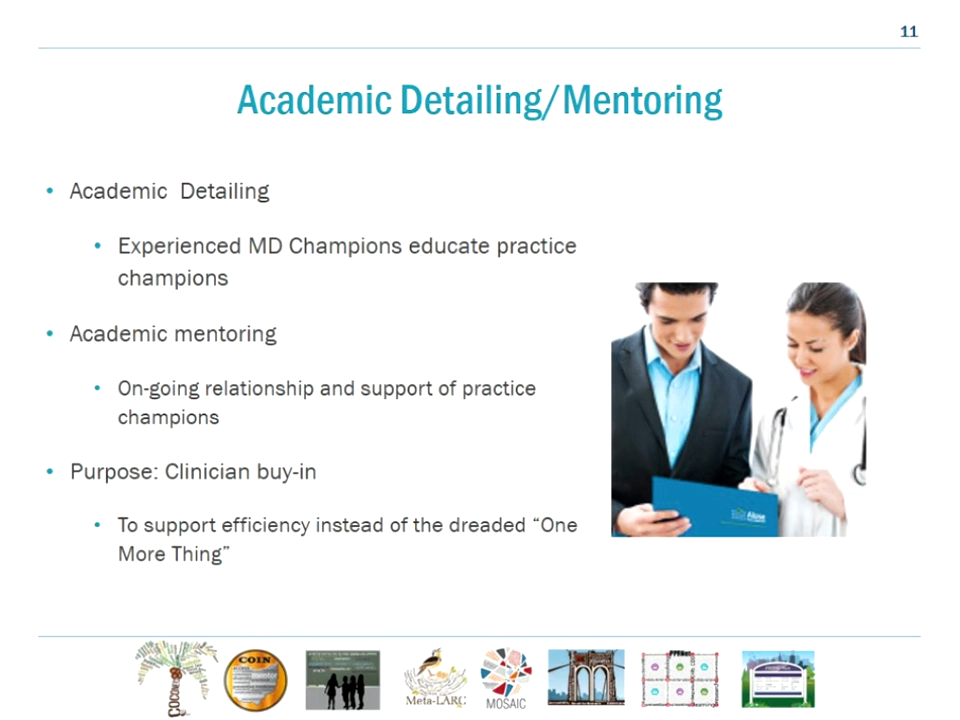 11
Academic Detailing/Mentoring
• Academic  Detailing
• Experienced MD Champions educate practice
champions
• Academic mentoring
• On-going relationship and support of practice
champions
• Purpose: Clinician buy-in
• To support efficiency instead of the dreaded “One
More Thing”
COCONet
COIN
Meta-LARC
MOSAIC
PPRNet